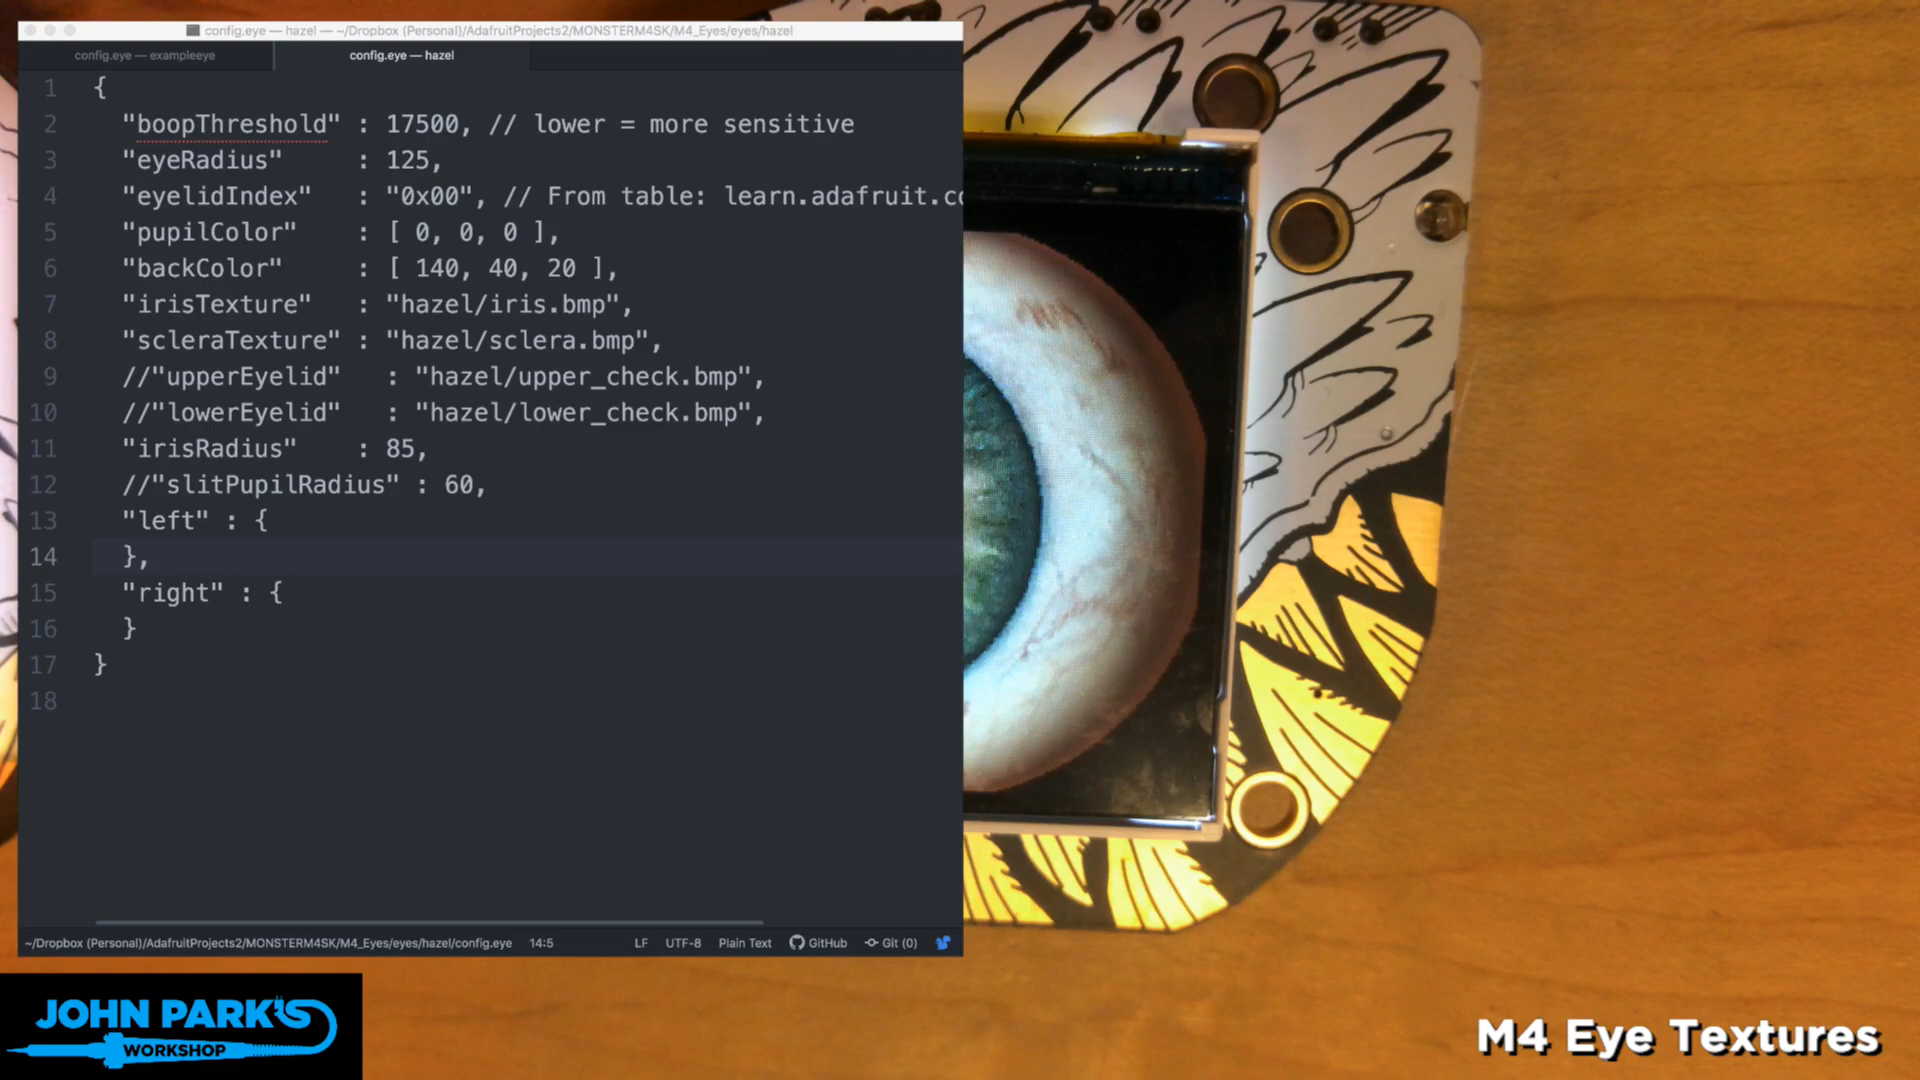 config.eye — hazel — ~/Dropbox (Personal)/AdafruitProjects2/MONSTERM4SK/M4_Eyes/eyes/hazel
config.eye — exampleeye
config.eye — hazel
1 {
2 "boopThreshold" : 17500, // lower = more sensitive
3 "eyeRadius" : 125,
4 "eyelidIndex" : "0x00", // From table: learn.adafruit.co
5 "pupilColor" : [ 0, 0, 0 ],
6 "backColor" : [ 140, 40, 20 ],
7 "irisTexture" : "hazel/iris.bmp",
8 "scleraTexture" : "hazel/sclera.bmp",
9 //"upperEyelid" : "hazel/upper_check.bmp",
10 //"lowerEyelid" : "hazel/lower_check.bmp",
11 "irisRadius" : 85,
12 //"slitPupilRadius" : 60,
13 "left" : {
14 },
15 "right" : {
16 }
17 }
18
~/Dropbox (Personal)/AdafruitProjects2/MONSTERM4SK/M4_Eyes/eyes/hazel/config.eye 14:5 LF UTF-8 Plain Text GitHub Git (0)
JOHN PARK'S
WORKSHOP
M4 Eye Textures